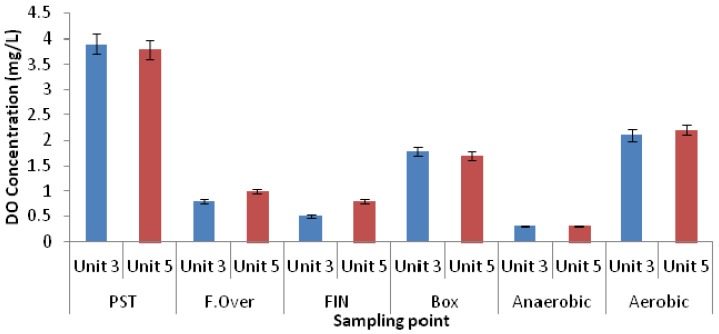 DO Concentration (mg/L)
4.5
4
3.5
3
2.5
2
1.5
1
0.5
0
Unit 3 Unit 5 Unit 3 Unit 5 Unit 3 Unit 5 Unit 3 Unit 5 Unit 3 Unit 5 Unit 3 Unit 5
PST F.Over FIN Box Anaerobic Aerobic
Sampling point